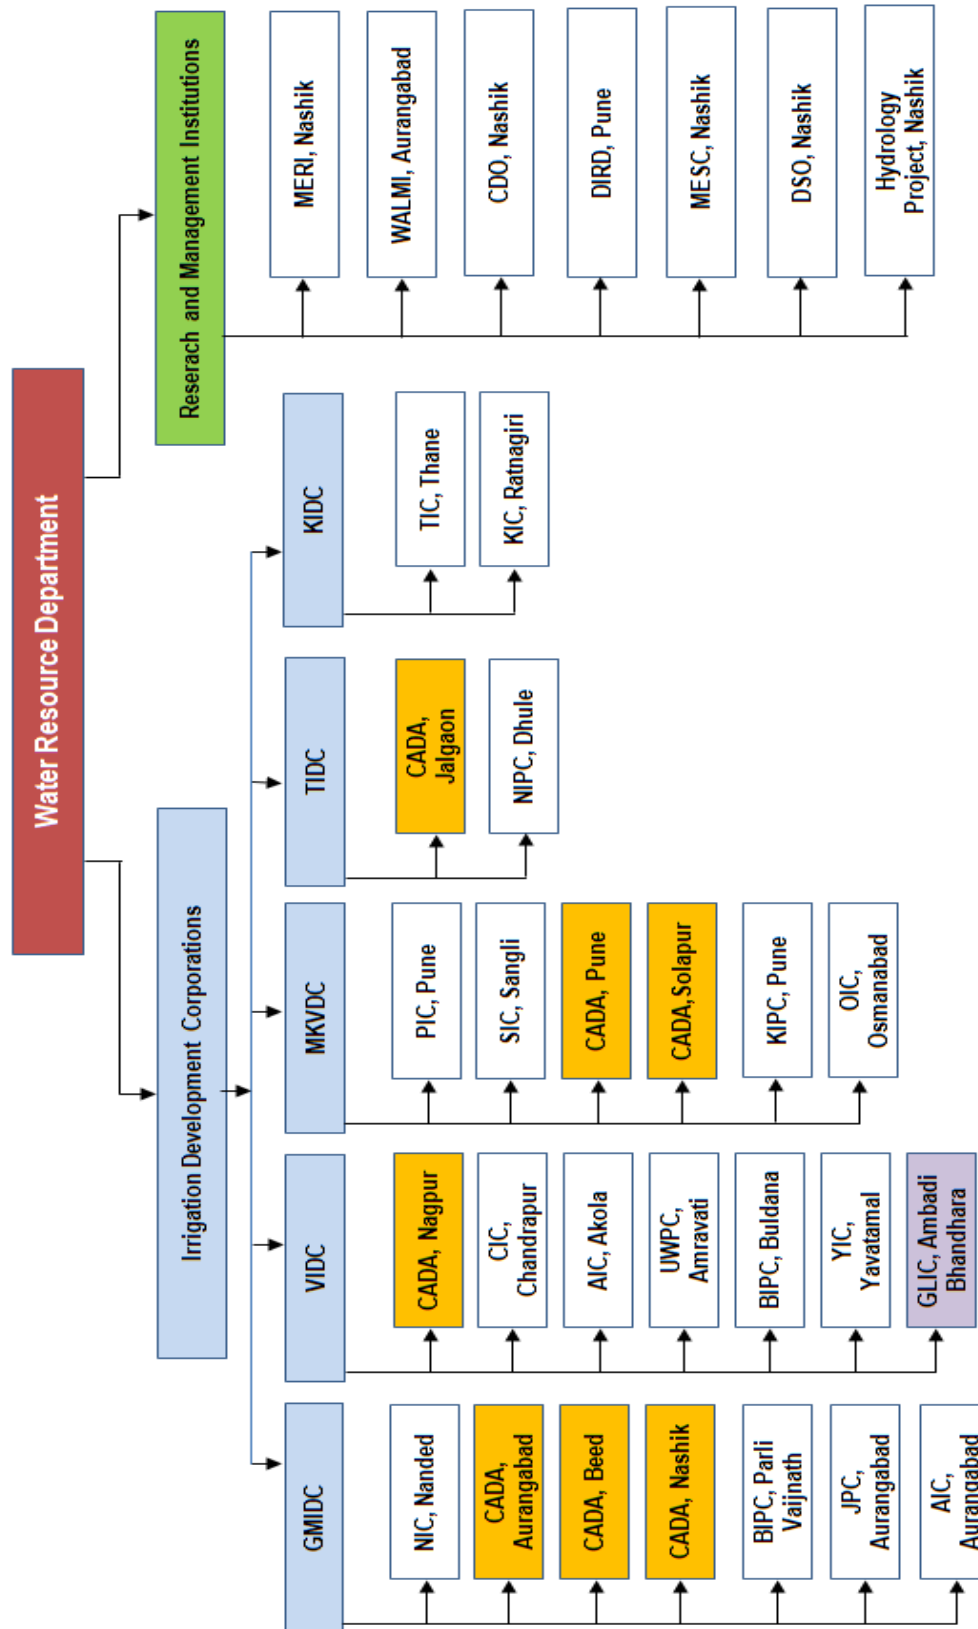 Water Resource Department
Irrigation Development Corporations
Reserach and Management Institutions
GMIDC
VIDC
MKVDC
TIDC
KIDC
NIC, Nanded
CADA,
Aurangabad
CADA, Beed
CADA, Nashik
BIPC, Parli
Vaijnath
JPC,
Aurangabad
AIC,
Aurangabad
CADA, Nagpur
CIC,
Chandrapur
AIC, Akola
UWPC,
Amravati
BIPC, Buldana
YIC,
Yavatamal
GLIC, Ambadi
Bhandhara
PIC, Pune
SIC, Sangli
CADA, Pune
CADA,Solapur
KIPC, Pune
OIC,
Osmanabad
CADA,
Jalgaon
NIPC, Dhule
TIC, Thane
KIC, Ratnagiri
MERI, Nashik
WALMI, Aurangabad
CDO, Nashik
DIRD, Pune
MESC, Nashik
DSO, Nashik
Hydrology
Project, Nashik